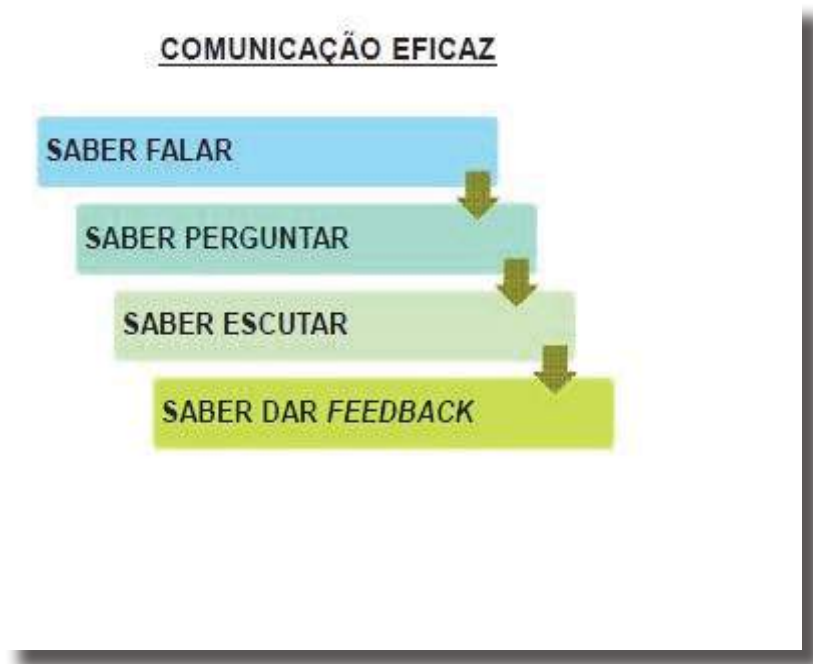 COMUNICAÇÃO EFICAZ
SABER FALAR
SABER PERGUNTAR
SABER ESCUTAR
SABER DAR FEEDBACK